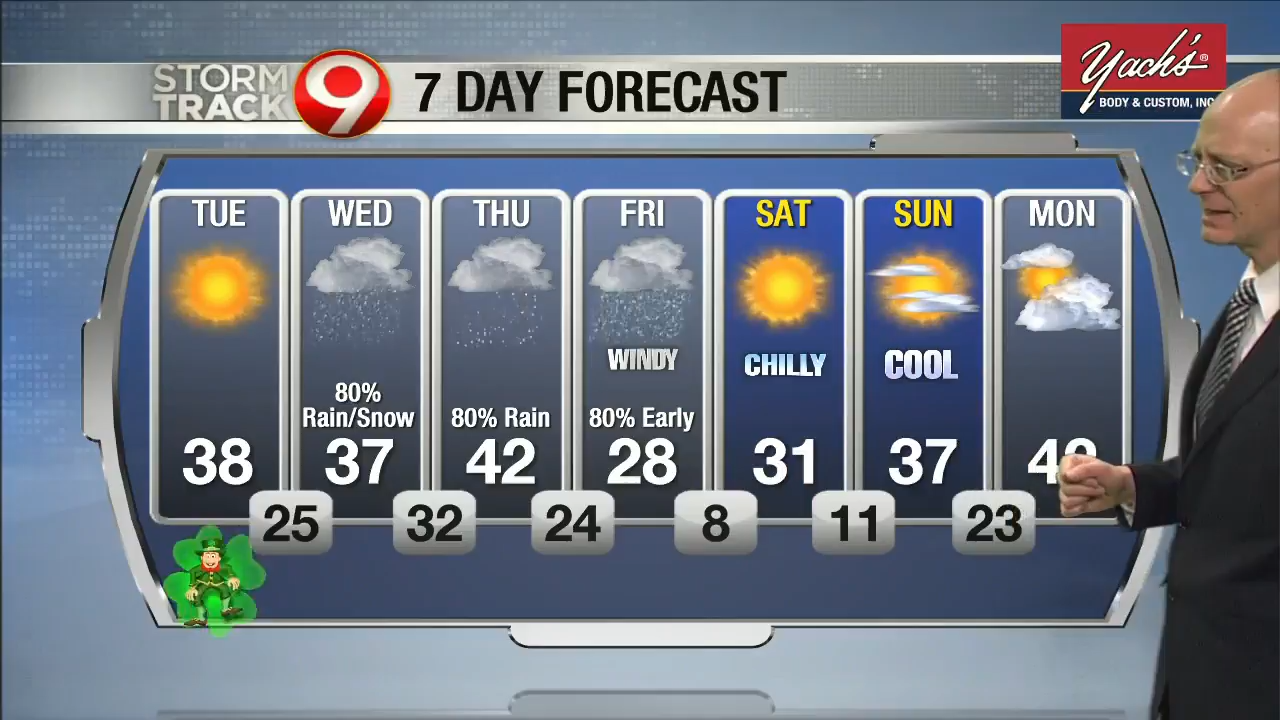 STORM
TRACK
9
7 DAY FORECAST
Yach's®
BODY & CUSTOM, INC
TUE WED THU FRI SAT SUN MON
WINDY CHILLY COOL
80%
Rain/Snow 80% Rain 80% Early
38 37 42 28 31 37
25 32 24 8 11 23